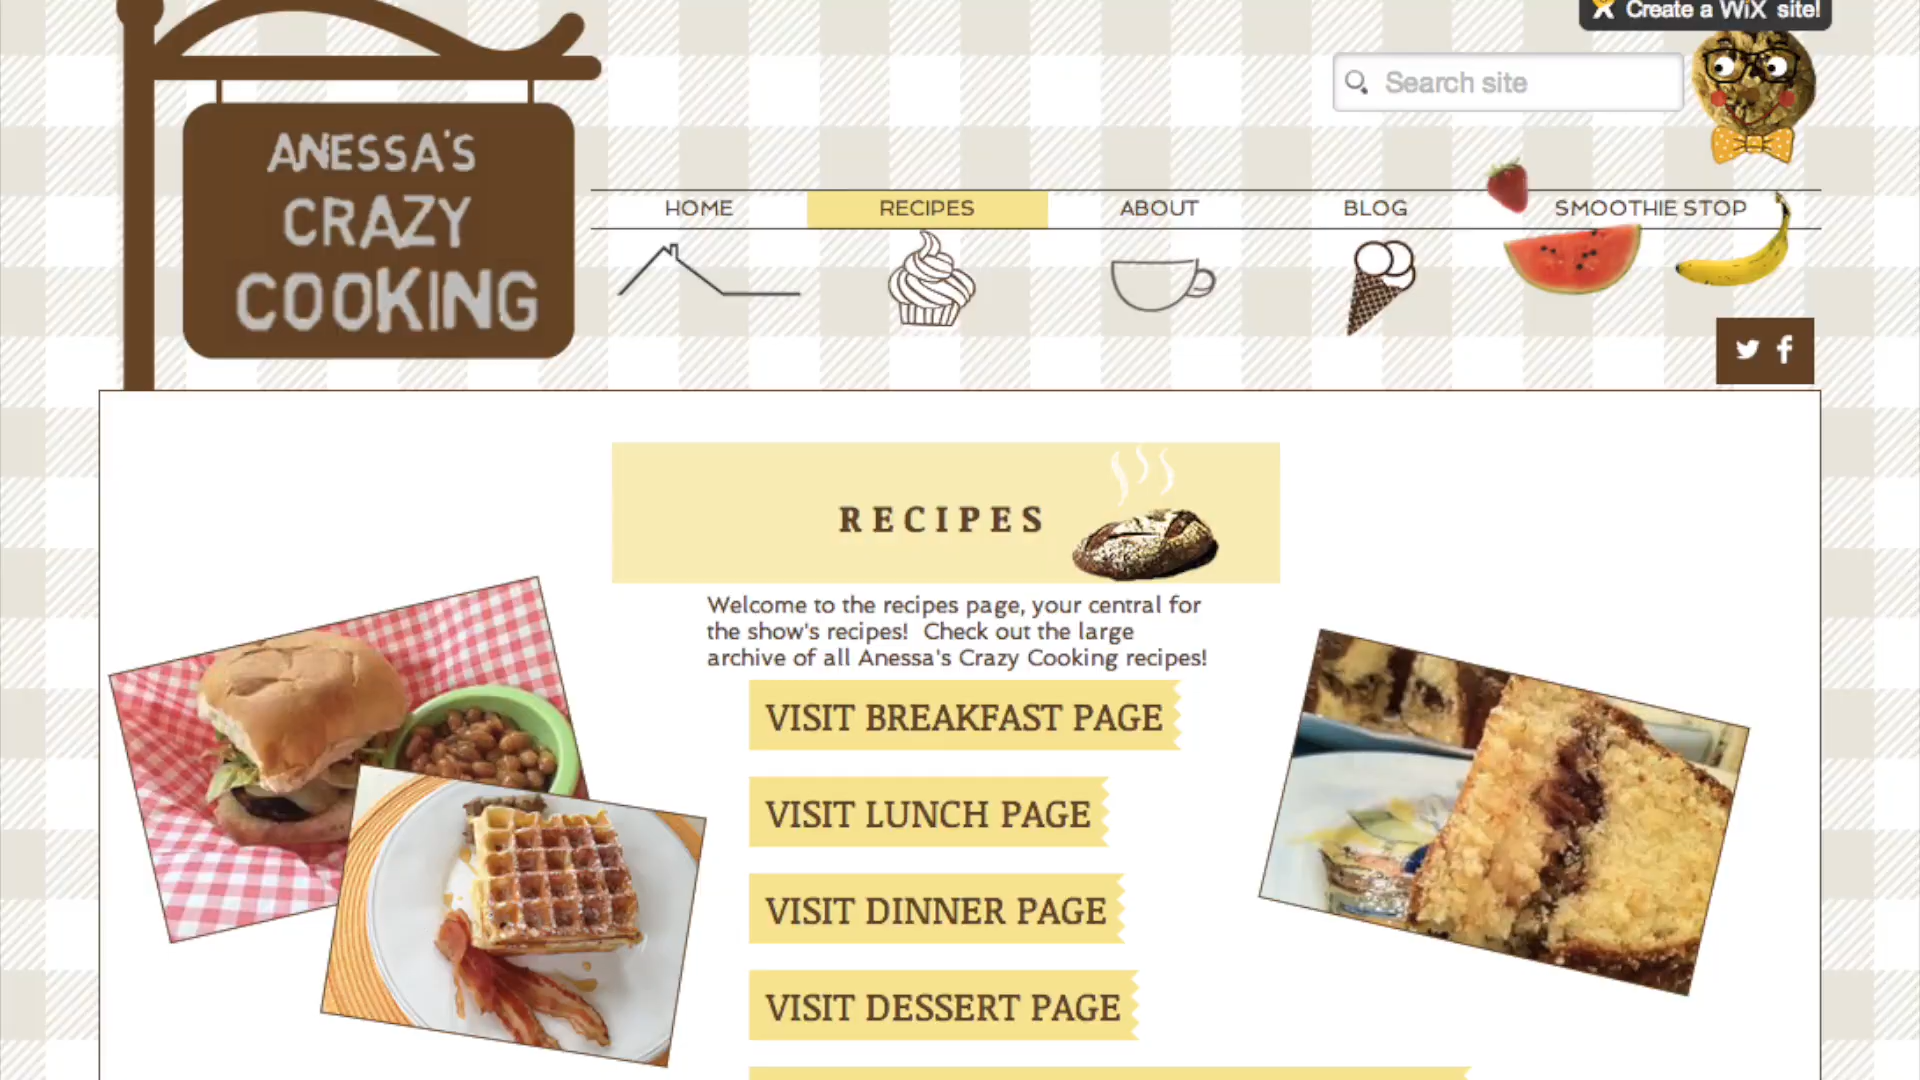 Create a WiX site!
Search site
ANESSA'S
CRAZY
COOKING
HOME
RECIPES
ABOUT
BLOG
SMOOTHIE STOP
RECIPES
Welcome to the recipes page, your central for
the show's recipes! Check out the large
archive of all Anessa's Crazy Cooking recipes!
VISIT BREAKFAST PAGE
VISIT LUNCH PAGE
VISIT DINNER PAGE
VISIT DESSERT PAGE